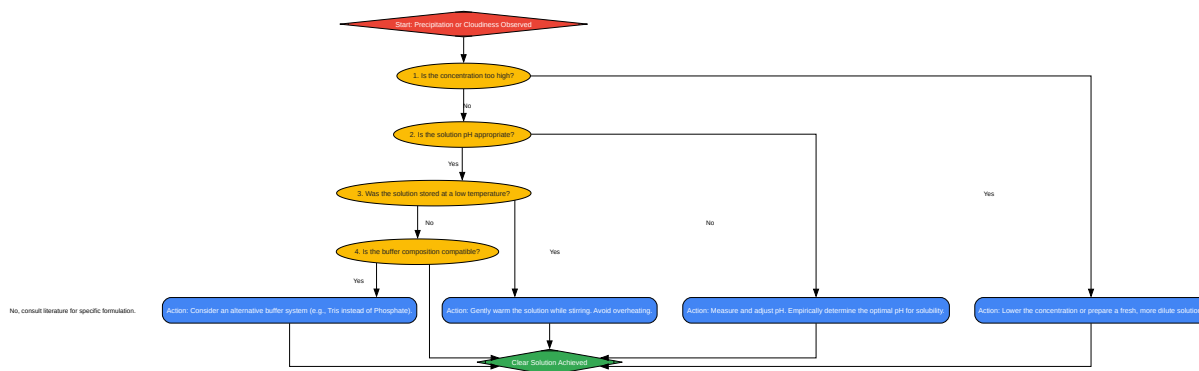 Start: Precipitation or Cloudiness Observed
1. Is the concentration too high?
No
2. Is the solution pH appropriate?
Yes
3. Was the solution stored at a low temperature?
Yes
No
No
4. Is the buffer composition compatible?
Yes
Yes
No, consult literature for specific formulation.
Action: Consider an alternative buffer system (e.g., Tris instead of Phosphate).
Action: Gently warm the solution while stirring. Avoid overheating.
Action: Measure and adjust pH. Empirically determine the optimal pH for solubility.
Action: Lower the concentration or prepare a fresh, more dilute solution
Clear Solution Achieved